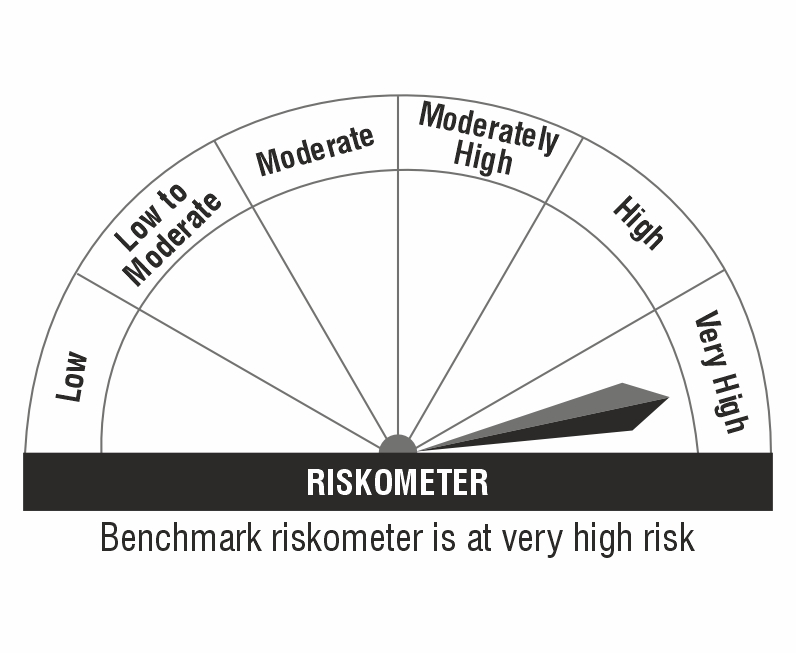 Low
Low to
Moderate
Moderate
Moderately
High
High
Very High
RISKOMETER
Benchmark riskometer is at very high risk